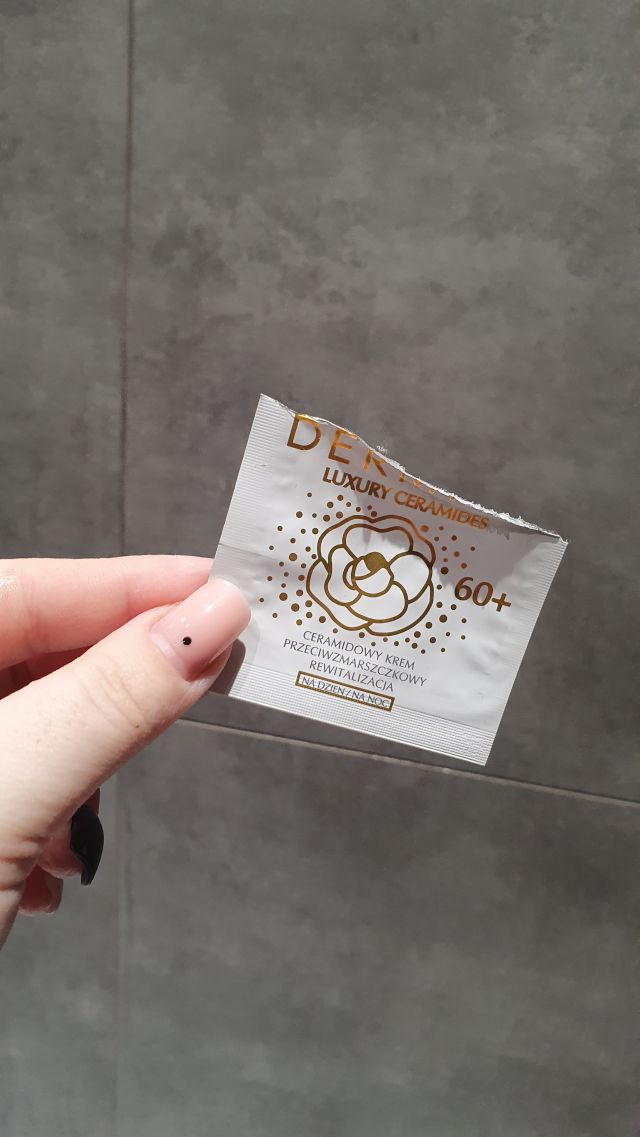 LUXURY CERAMIDES
60+
CERAMIDOWY KREM
PRZECIWZMARSZCZKOWY
REWITALIZACJA
NA DZIEŃ / NA NOC